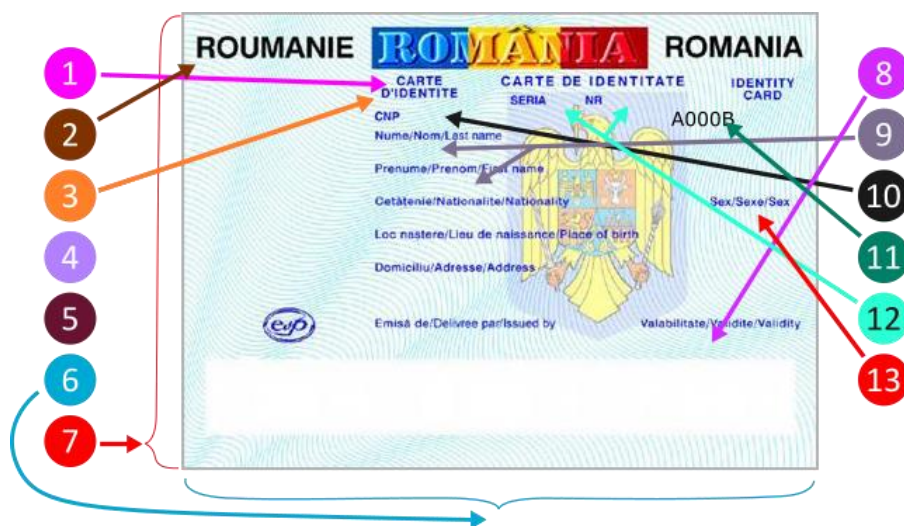 ROUMANIE ROMÂNIA ROMANIA
CARTE D'IDENTITE CARTE DE IDENTITATE IDENTITY CARD
SERIA NR
CNP
A000B
Nume/Nom/Last name
Prenume/Prenom/First name
Cetăţenie/Nationalite/Nationality
Sex/Sexe/Sex
Loc naştere/Lieu de naissance/Place of birth
Domiciliu/Adresse/Address
Emisă de/Delivree par/Issued by
Valabilitate/Validite/Validity
1
2
3
4
5
6
7
8
9
10
11
12
13